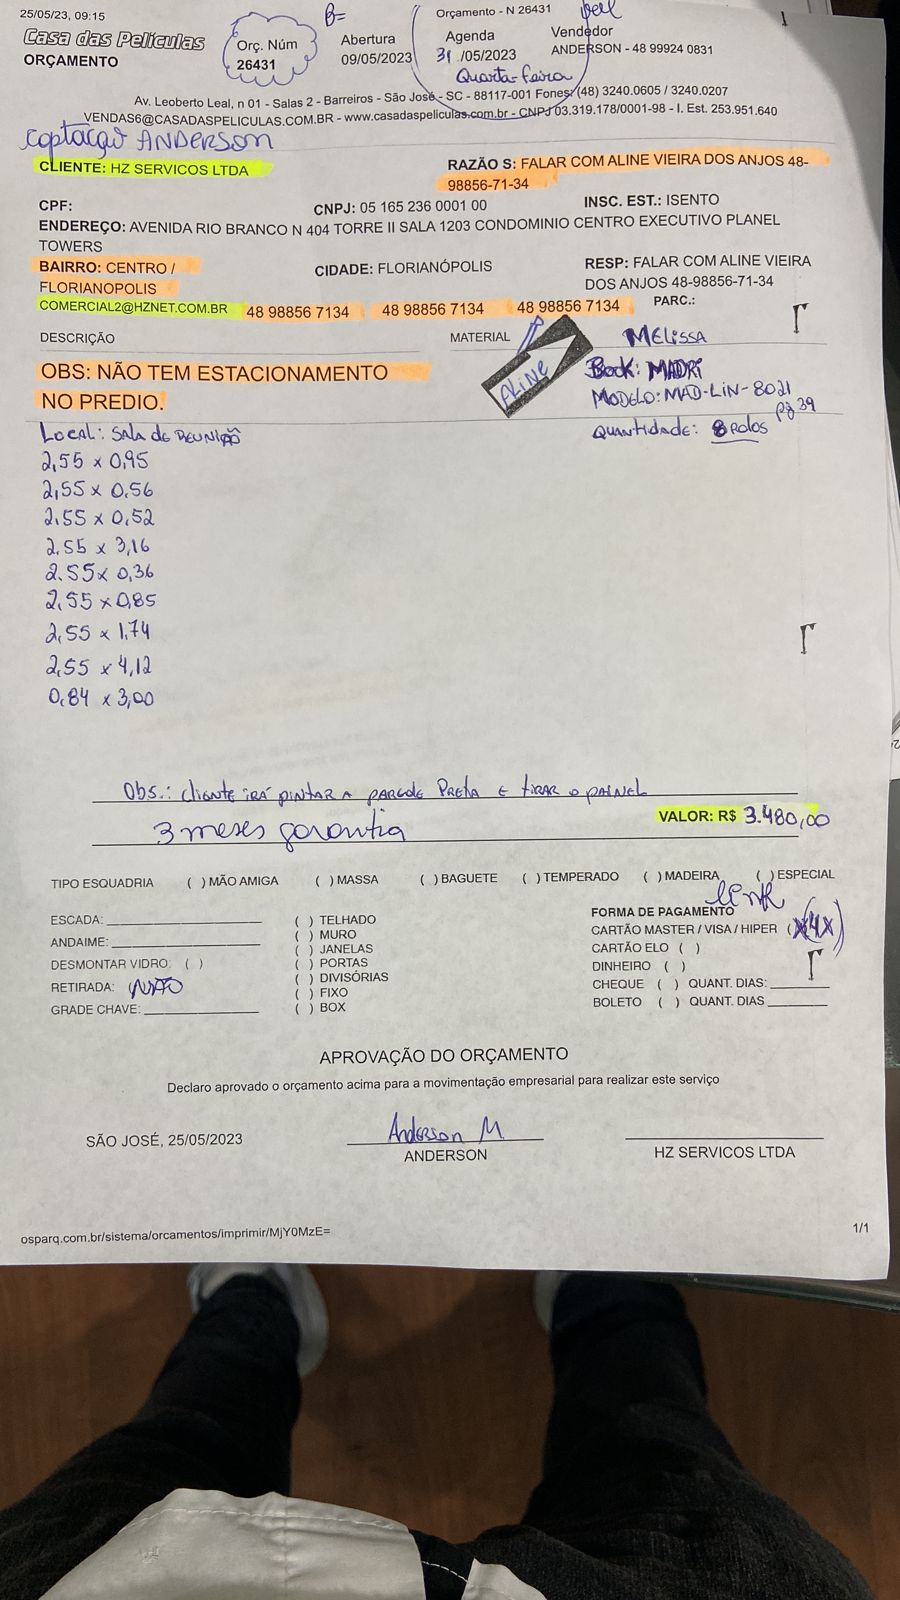 25/05/23, 09:15
Orçamento - N 26431
Casa das Películas
ORÇAMENTO
Orç. Núm
26431
B=
Abertura
09/05/2023
Agenda
31/05/2023
Quarta-feira
Vendedor
ANDERSON - 48 99924 0831
Av. Leoberto Leal, n 01 - Salas 2 - Barreiros - São José - SC - 88117-001 Fones: (48) 3240.0605 / 3240.0207
VENDAS6@CASADASPELICULAS.COM.BR - www.casadaspeliculas.com.br - CNPJ 03.319.178/0001-98 - I. Est. 253.951.640
captação ANDERSON
CLIENTE: HZ SERVICOS LTDA
RAZÃO S: FALAR COM ALINE VIEIRA DOS ANJOS 48-
98856-71-34
CPF:
CNPJ: 05 165 236 0001 00
INSC. EST.: ISENTO
ENDEREÇO: AVENIDA RIO BRANCO N 404 TORRE II SALA 1203 CONDOMINIO CENTRO EXECUTIVO PLANEL
TOWERS
BAIRRO: CENTRO /
FLORIANOPOLIS
CIDADE: FLORIANÓPOLIS
RESP: FALAR COM ALINE VIEIRA
DOS ANJOS 48-98856-71-34
COMERCIAL2@HZNET.COM.BR 48 98856 7134 48 98856 7134 48 98856 7134 PARC.:
DESCRIÇÃO
MATERIAL
MELISSA
ALINE
OBS: NÃO TEM ESTACIONAMENTO
NO PREDIO.
Book: MADRI
MODELO: MAD-LIN-8021
pg 39
QUANTIDADE: 8 Rolos
Local: SALA de REUNIÃO
2,55 x 0,95
2,55 x 0,56
2.55 x 0,52
2.55 x 3,16
2.55 x 0,36
2,55 x 0,85
2,55 x 1,74
2,55 x 4,12
0,84 x 3,00
Obs.: cliente irá pintar a parede Preta e tirar o painel
3 meses garantia
VALOR: R$ 3.480,00
TIPO ESQUADRIA ( ) MÃO AMIGA ( ) MASSA ( ) BAGUETE ( ) TEMPERADO ( ) MADEIRA ( ) ESPECIAL
link
ESCADA:
ANDAIME:
DESMONTAR VIDRO: ( )
RETIRADA: NÃO
GRADE CHAVE:
( ) TELHADO
( ) MURO
( ) JANELAS
( ) PORTAS
( ) DIVISÓRIAS
( ) FIXO
( ) BOX
FORMA DE PAGAMENTO
CARTÃO MASTER / VISA / HIPER (X) (4x)
CARTÃO ELO ( )
DINHEIRO ( )
CHEQUE ( ) QUANT. DIAS:
BOLETO ( ) QUANT. DIAS
APROVAÇÃO DO ORÇAMENTO
Declaro aprovado o orçamento acima para a movimentação empresarial para realizar este serviço
SÃO JOSÉ, 25/05/2023
Anderson M
ANDERSON
HZ SERVICOS LTDA
osparq.com.br/sistema/orcamentos/imprimir/MjY0MzE=
1/1